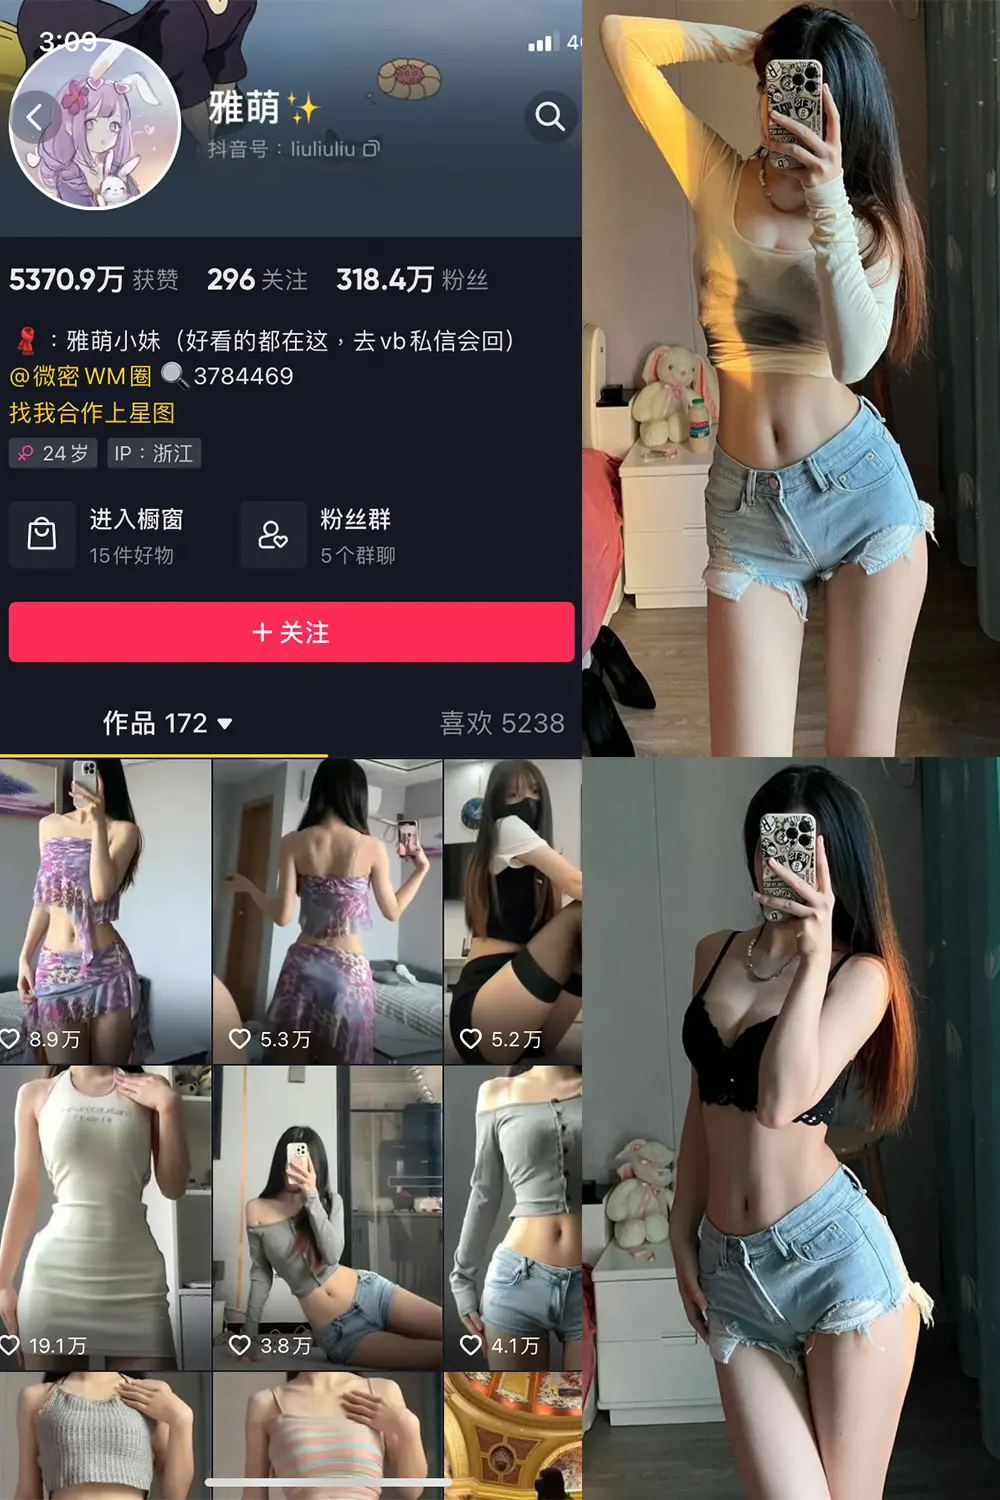 3:09
4G
雅萌✨
抖音号：liuliuliu
5370.9万 获赞 296 关注 318.4万 粉丝
：雅萌小妹（好看的都在这，去vb私信会回）
@微密WM圈 🔍3784469
找我合作上星图
♀ 24岁 IP：浙江
进入橱窗
15件好物
粉丝群
5个群聊
+ 关注
作品 172 ▼ 喜欢 5238
8.9万
5.3万
5.2万
19.1万
3.8万
4.1万